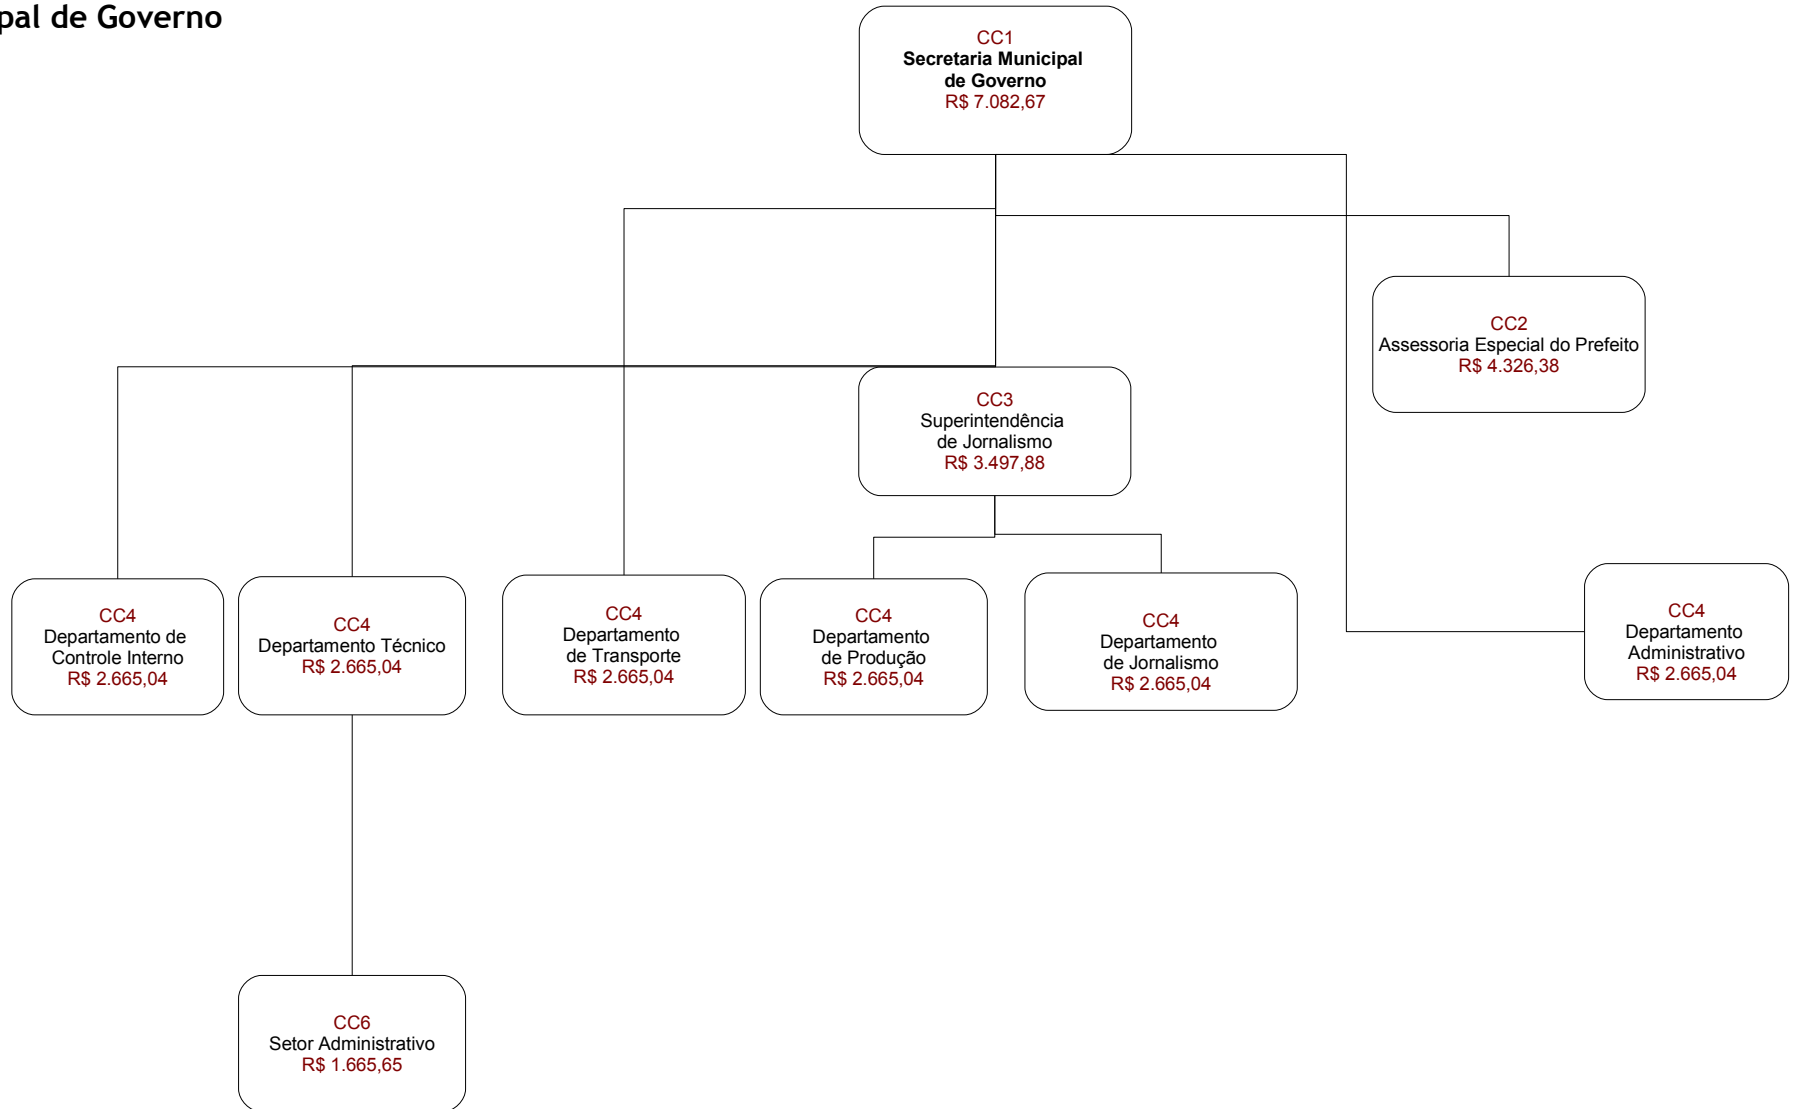 pal de Governo
CC1
Secretaria Municipal
de Governo
R$ 7.082,67
CC2
Assessoria Especial do Prefeito
R$ 4.326,38
CC3
Superintendência
de Jornalismo
R$ 3.497,88
CC4
Departamento de
Controle Interno
R$ 2.665,04
CC4
Departamento Técnico
R$ 2.665,04
CC4
Departamento
de Transporte
R$ 2.665,04
CC4
Departamento
de Produção
R$ 2.665,04
CC4
Departamento
de Jornalismo
R$ 2.665,04
CC4
Departamento
Administrativo
R$ 2.665,04
CC6
Setor Administrativo
R$ 1.665,65